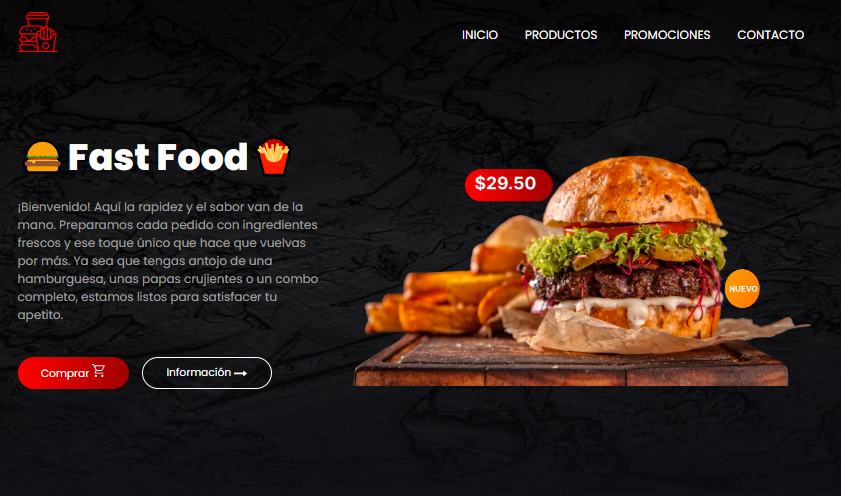 INICIO PRODUCTOS PROMOCIONES CONTACTO
🍔 Fast Food 🍟
$29.50
¡Bienvenido! Aquí la rapidez y el sabor van de la
mano. Preparamos cada pedido con ingredientes
frescos y ese toque único que hace que vuelvas
por más. Ya sea que tengas antojo de una
hamburguesa, unas papas crujientes o un combo
completo, estamos listos para satisfacer tu
apetito.
NUEVO
Comprar
Información